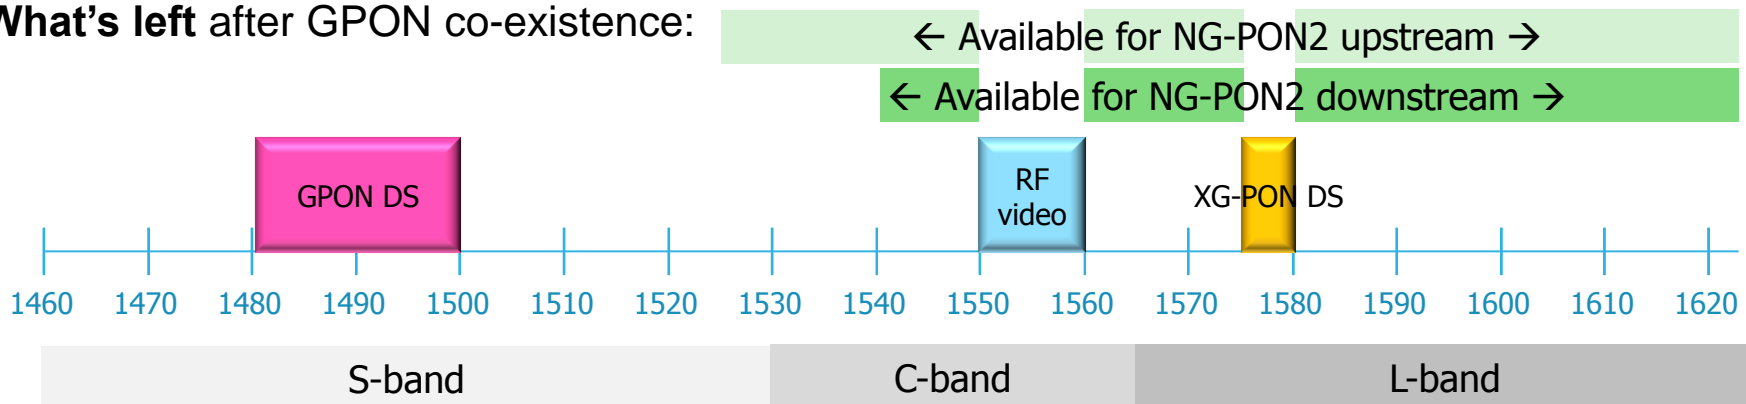 What's left after GPON co-existence:
← Available for NG-PON2 upstream →
← Available for NG-PON2 downstream →
GPON DS
RF
video
XG-PON DS
1460 1470 1480 1490 1500 1510 1520 1530 1540 1550 1560 1570 1580 1590 1600 1610 1620
S-band C-band L-band